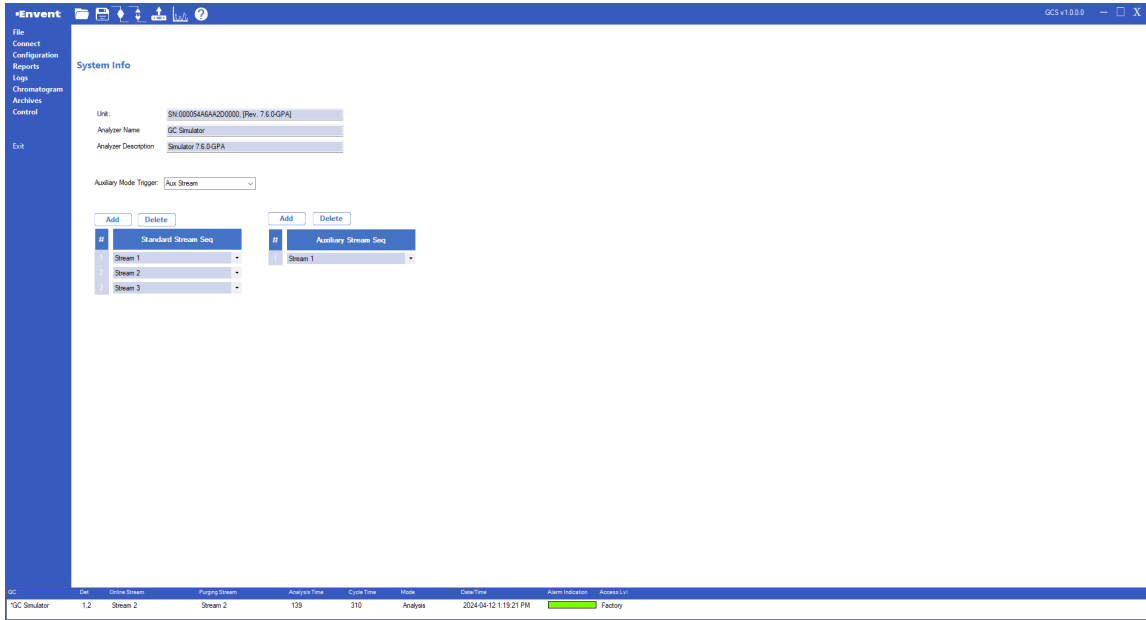 Envent
GCS v1.0.0.0
File
Connect
Configuration
Reports
Logs
Chromatogram
Archives
Control
Exit
System Info
Unit: SN:000054A6AA2D0000, [Rev. 7.6.0-GPA]
Analyzer Name GC Simulator
Analyzer Description Simulator 7.6.0-GPA
Auxiliary Mode Trigger: Aux Stream
Add Delete
# Standard Stream Seq
1 Stream 1
2 Stream 2
3 Stream 3
Add Delete
# Auxiliary Stream Seq
1 Stream 1
GC Det Online Stream Purging Stream Analysis Time Cycle Time Mode Date/Time Alarm Indication Access Lvl
*GC Simulator 1,2 Stream 2 Stream 2 139 310 Analysis 2024-04-12 1:19:21 PM Factory